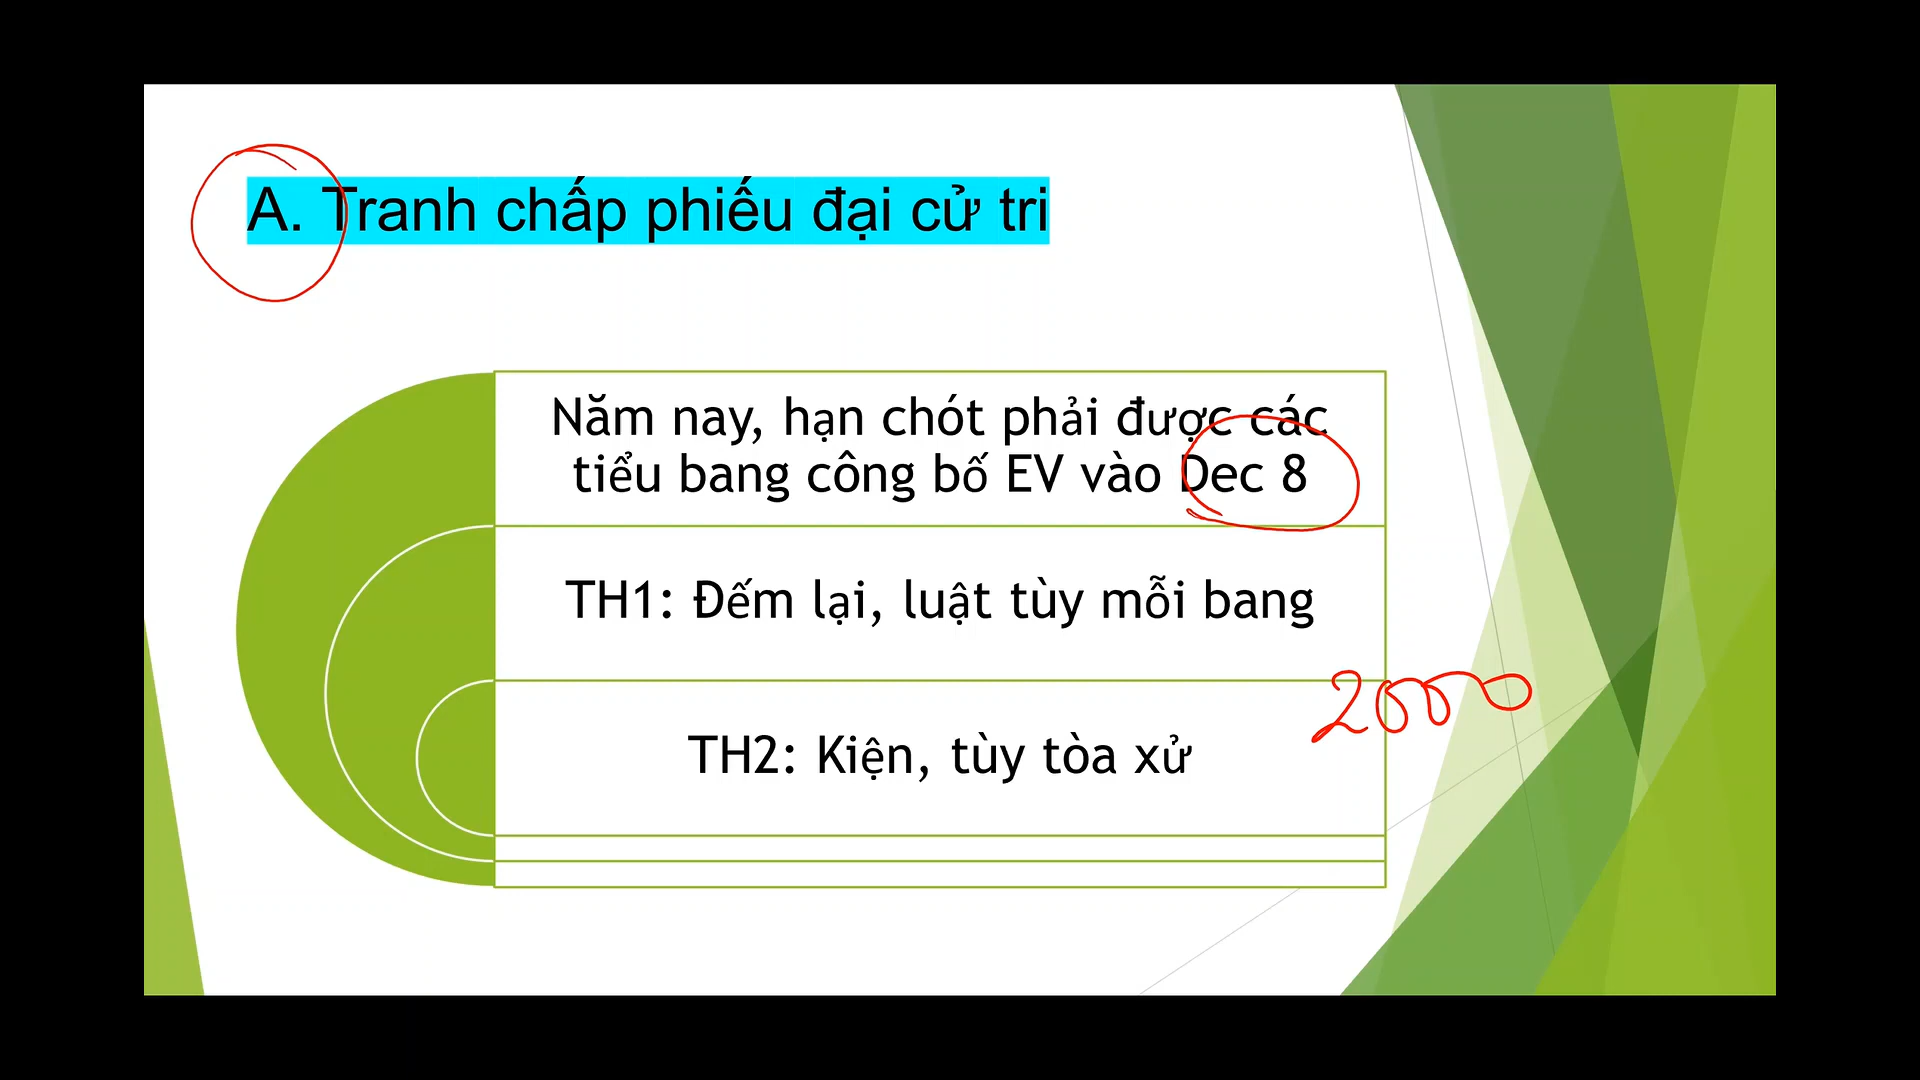 A. Tranh chấp phiếu đại cử tri
Năm nay, hạn chót phải được các
tiểu bang công bố EV vào Dec 8
TH1: Đếm lại, luật tùy mỗi bang
2000
TH2: Kiện, tùy tòa xử